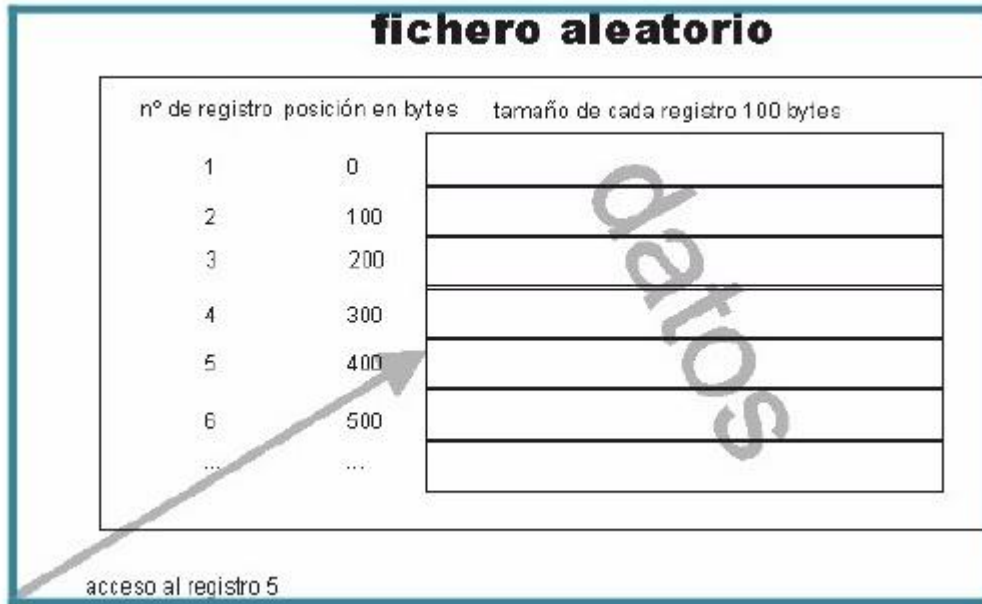 fichero aleatorio
nº de registro posición en bytes tamaño de cada registro 100 bytes
1 0
2 100
3 200
4 300
5 400
6 500
... ...
datos
acceso al registro 5